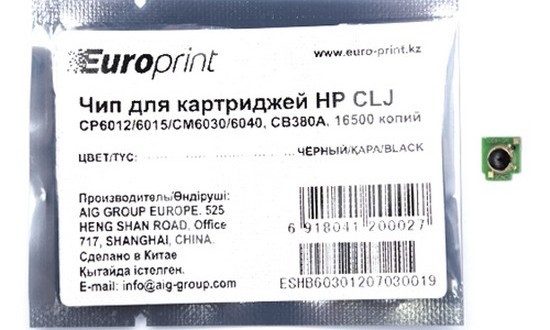 Europrint
www.euro-print.kz
Чип для картриджей HP CLJ
CP6012/6015/CM6030/6040, CB380A, 16500 копий
ЦВЕТ/ТҮС: ЧЕРНЫЙ/ҚАРА/BLACK
Производитель/Өндіруші:
AIG GROUP EUROPE. 525
HENG SHAN ROAD, Office
717, SHANGHAI, CHINA.
Сделано в Китае
Қытайда істелген.
E-mail: info@aig-group.com
6 918041 200027
ESHB60301207030019